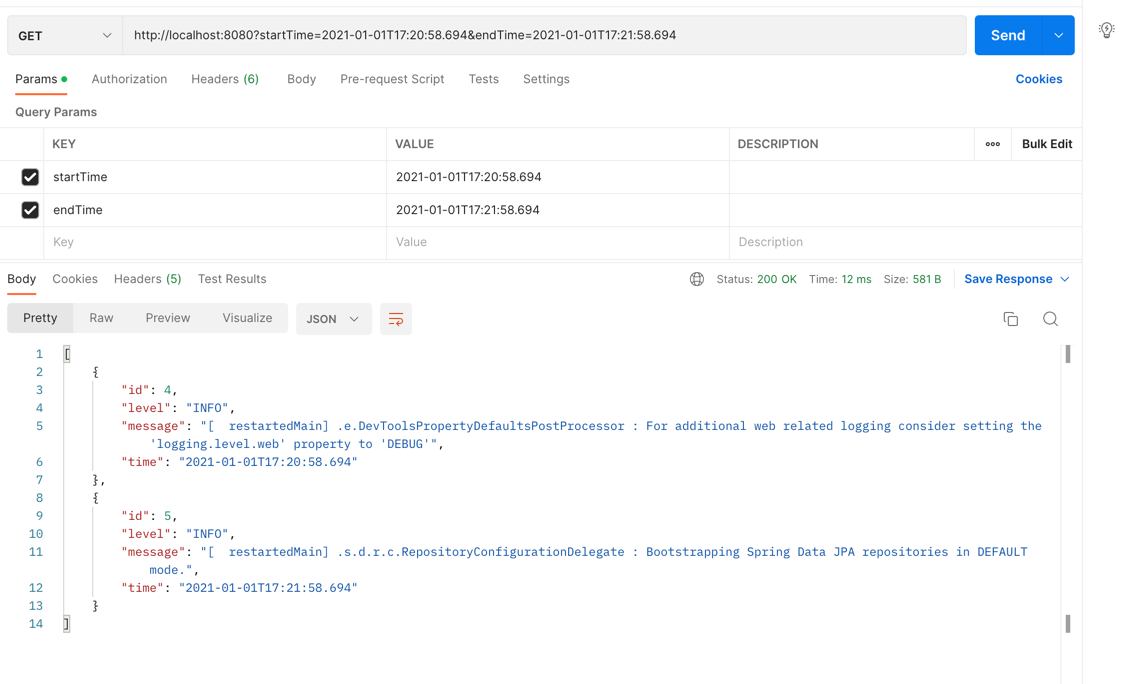 GET http://localhost:8080?startTime=2021-01-01T17:20:58.694&endTime=2021-01-01T17:21:58.694 Send
Params Authorization Headers (6) Body Pre-request Script Tests Settings Cookies
Query Params
KEY VALUE DESCRIPTION Bulk Edit
startTime 2021-01-01T17:20:58.694
endTime 2021-01-01T17:21:58.694
Key Value Description
Body Cookies Headers (5) Test Results Status: 200 OK Time: 12 ms Size: 581 B Save Response
Pretty Raw Preview Visualize JSON
1 [
2 {
3 "id": 4,
4 "level": "INFO",
5 "message": "[  restartedMain] .e.DevToolsPropertyDefaultsPostProcessor : For additional web related logging consider setting the
'logging.level.web' property to 'DEBUG'",
6 "time": "2021-01-01T17:20:58.694"
7 },
8 {
9 "id": 5,
10 "level": "INFO",
11 "message": "[  restartedMain] .s.d.r.c.RepositoryConfigurationDelegate : Bootstrapping Spring Data JPA repositories in DEFAULT
mode.",
12 "time": "2021-01-01T17:21:58.694"
13 }
14 ]